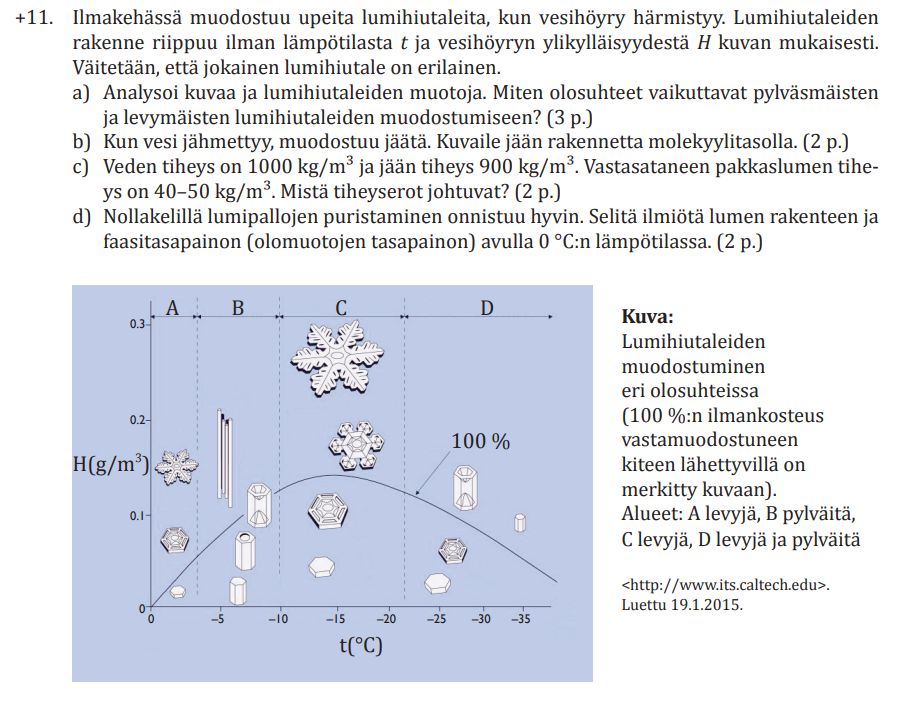 +11. Ilmakehässä muodostuu upeita lumihiutaleita, kun vesihöyry härmistyy. Lumihiutaleiden
rakenne riippuu ilman lämpötilasta t ja vesihöyryn ylikylläisyydestä H kuvan mukaisesti.
Väitetään, että jokainen lumihiutale on erilainen.
a) Analysoi kuvaa ja lumihiutaleiden muotoja. Miten olosuhteet vaikuttavat pylväsmäisten
ja levymäisten lumihiutaleiden muodostumiseen? (3 p.)
b) Kun vesi jähmettyy, muodostuu jäätä. Kuvaile jään rakennetta molekyylitasolla. (2 p.)
c) Veden tiheys on 1000 kg/m³ ja jään tiheys 900 kg/m³. Vastasataneen pakkaslumen tihe-
ys on 40–50 kg/m³. Mistä tiheyserot johtuvat? (2 p.)
d) Nollakelillä lumipallojen puristaminen onnistuu hyvin. Selitä ilmiötä lumen rakenteen ja
faasitasapainon (olomuotojen tasapainon) avulla 0 °C:n lämpötilassa. (2 p.)
A B C D
0.3
0.2
100 %
H(g/m³)
0.1
0
0 –5 –10 –15 –20 –25 –30 –35
t(°C)
Kuva:
Lumihiutaleiden
muodostuminen
eri olosuhteissa
(100 %:n ilmankosteus
vastamuodostuneen
kiteen lähettyvillä on
merkitty kuvaan).
Alueet: A levyjä, B pylväitä,
C levyjä, D levyjä ja pylväitä
<http://www.its.caltech.edu>.
Luettu 19.1.2015.